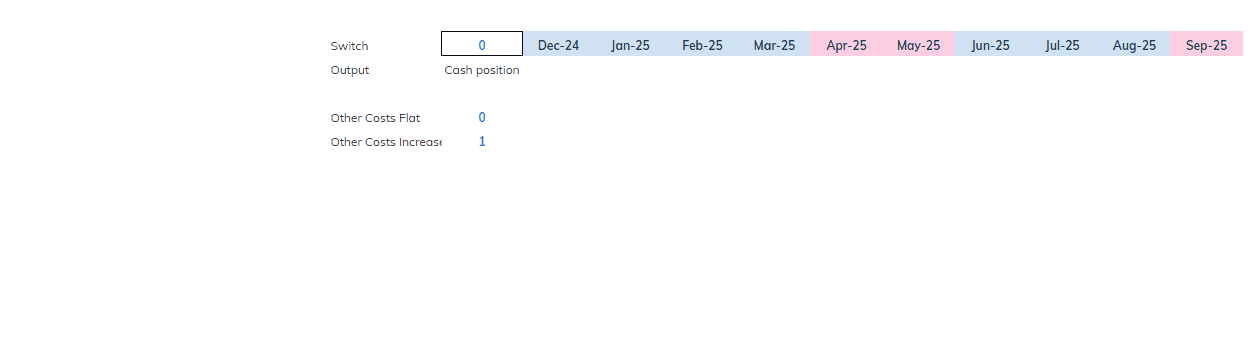 Switch 0 Dec-24 Jan-25 Feb-25 Mar-25 Apr-25 May-25 Jun-25 Jul-25 Aug-25 Sep-25
Output Cash position
Other Costs Flat 0
Other Costs Increase 1